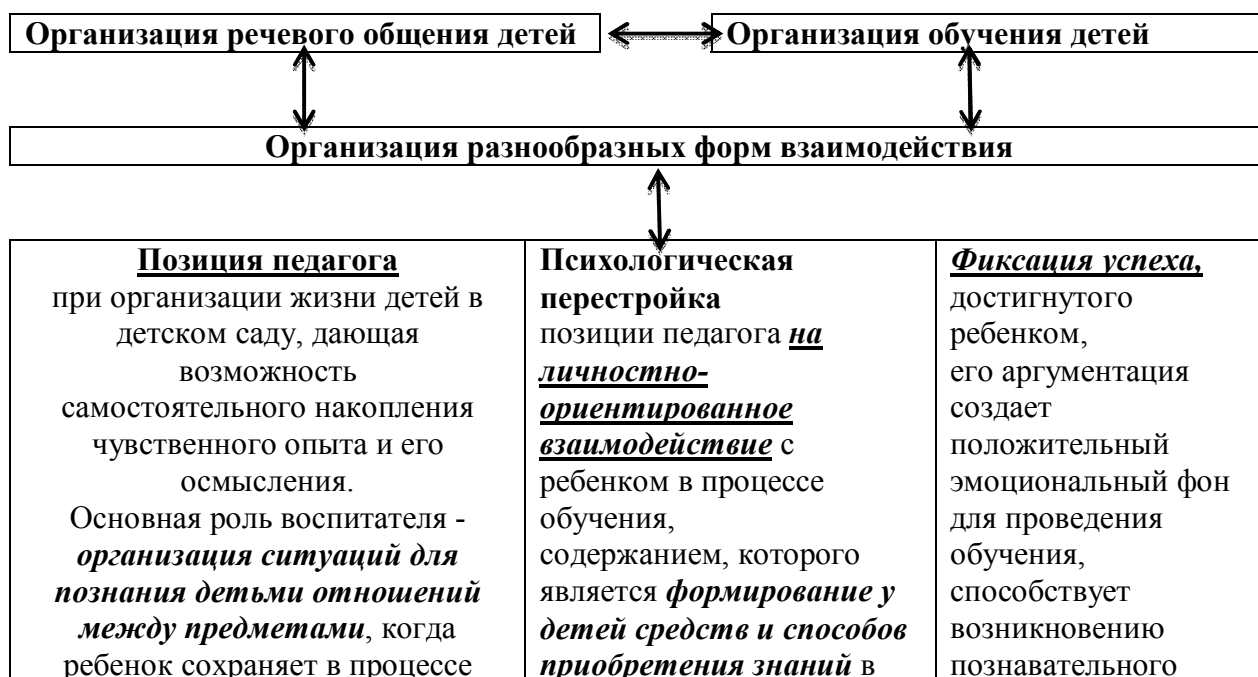 Организация речевого общения детей
Организация обучения детей
Организация разнообразных форм взаимодействия
Позиция педагога
при организации жизни детей в
детском саду, дающая
возможность
самостоятельного накопления
чувственного опыта и его
осмысления.
Основная роль воспитателя -
организация ситуаций для
познания детьми отношений
между предметами, когда
ребенок сохраняет в процессе
Психологическая
перестройка
позиции педагога на
личностно-
ориентированное
взаимодействие с
ребенком в процессе
обучения,
содержанием, которого
является формирование у
детей средств и способов
приобретения знаний в
Фиксация успеха,
достигнутого
ребенком,
его аргументация
создает
положительный
эмоциональный фон
для проведения
обучения,
способствует
возникновению
познавательного